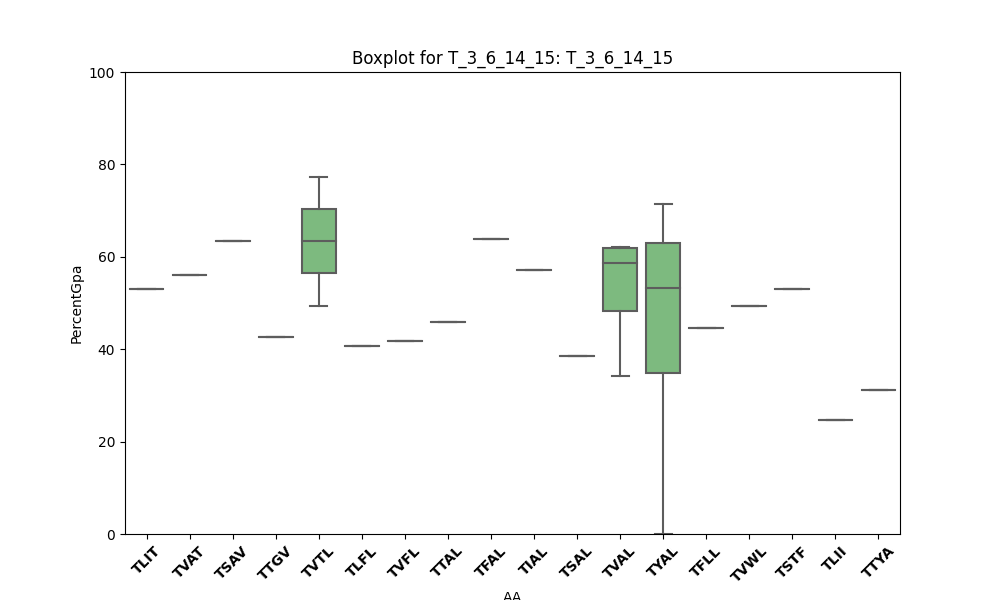 Boxplot for T_3_6_14_15: T_3_6_14_15
100
80
60
40
20
0
PercentGpa
TLIT
TVAT
TSAV
TTGV
TVTL
TLFL
TVFL
TTAL
TFAL
TIAL
TSAL
TVAL
TYAL
TFLL
TVWL
TSTF
TLII
TTYA
AA